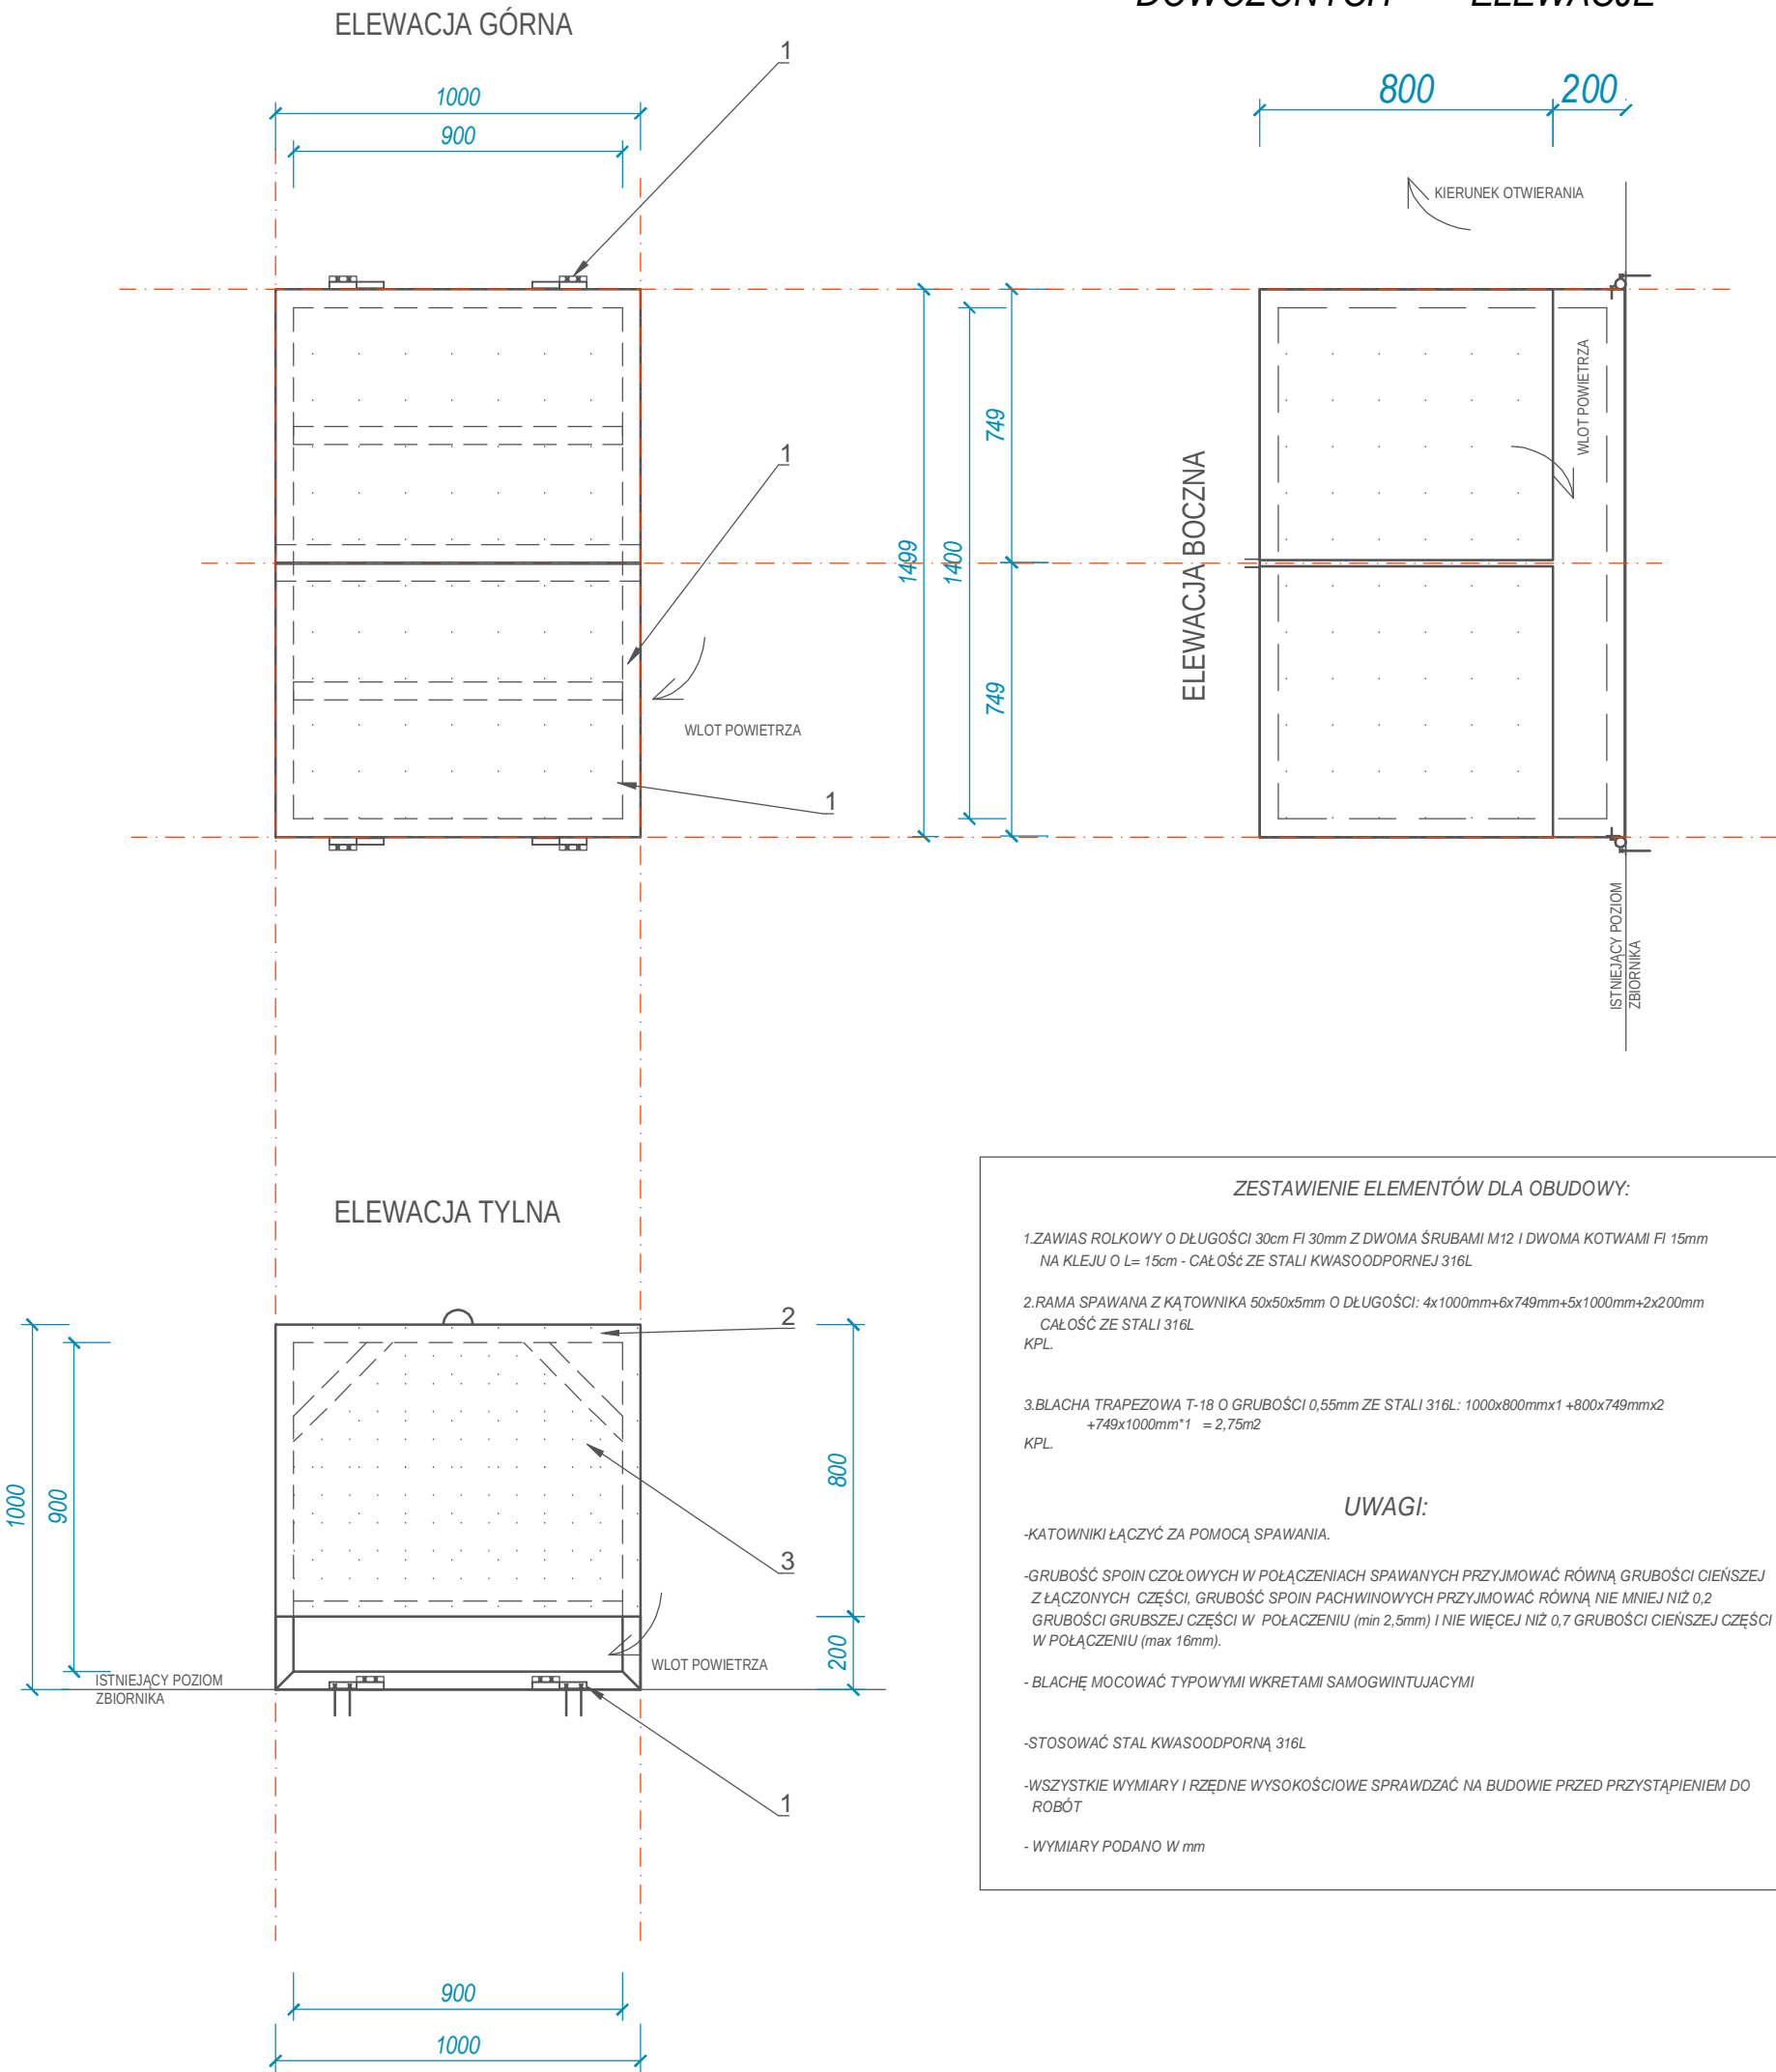 DOWOŻONYCH ELEWACJE
ELEWACJA GÓRNA
1
1000
900
800
200
KIERUNEK OTWIERANIA
WLOT POWIETRZA
1
749
1499
1400
ELEWACJA BOCZNA
749
WLOT POWIETRZA
1
ISTNIEJĄCY POZIOM
ZBIORNIKA
ELEWACJA TYLNA
2
1000
900
800
3
200
WLOT POWIETRZA
ISTNIEJĄCY POZIOM
ZBIORNIKA
1
900
1000
ZESTAWIENIE ELEMENTÓW DLA OBUDOWY:
1.ZAWIAS ROLKOWY O DŁUGOŚCI 30cm FI 30mm Z DWOMA ŚRUBAMI M12 I DWOMA KOTWAMI FI 15mm
NA KLEJU O L= 15cm - CAŁOŚć ZE STALI KWASOODPORNEJ 316L
2.RAMA SPAWANA Z KĄTOWNIKA 50x50x5mm O DŁUGOŚCI: 4x1000mm+6x749mm+5x1000mm+2x200mm
CAŁOŚĆ ZE STALI 316L
KPL.
3.BLACHA TRAPEZOWA T-18 O GRUBOŚCI 0,55mm ZE STALI 316L: 1000x800mmx1 +800x749mmx2
+749x1000mm*1 = 2,75m2
KPL.
UWAGI:
-KATOWNIKI ŁĄCZYĆ ZA POMOCĄ SPAWANIA.
-GRUBOŚĆ SPOIN CZOŁOWYCH W POŁĄCZENIACH SPAWANYCH PRZYJMOWAĆ RÓWNĄ GRUBOŚCI CIEŃSZEJ
Z ŁĄCZONYCH CZĘŚCI, GRUBOŚĆ SPOIN PACHWINOWYCH PRZYJMOWAĆ RÓWNĄ NIE MNIEJ NIŻ 0,2
GRUBOŚCI GRUBSZEJ CZĘŚCI W POŁACZENIU (min 2,5mm) I NIE WIĘCEJ NIŻ 0,7 GRUBOŚCI CIEŃSZEJ CZĘŚCI
W POŁĄCZENIU (max 16mm).
- BLACHĘ MOCOWAĆ TYPOWYMI WKRETAMI SAMOGWINTUJACYMI
-STOSOWAĆ STAL KWASOODPORNĄ 316L
-WSZYSTKIE WYMIARY I RZĘDNE WYSOKOŚCIOWE SPRAWDZAĆ NA BUDOWIE PRZED PRZYSTĄPIENIEM DO
ROBÓT
- WYMIARY PODANO W mm